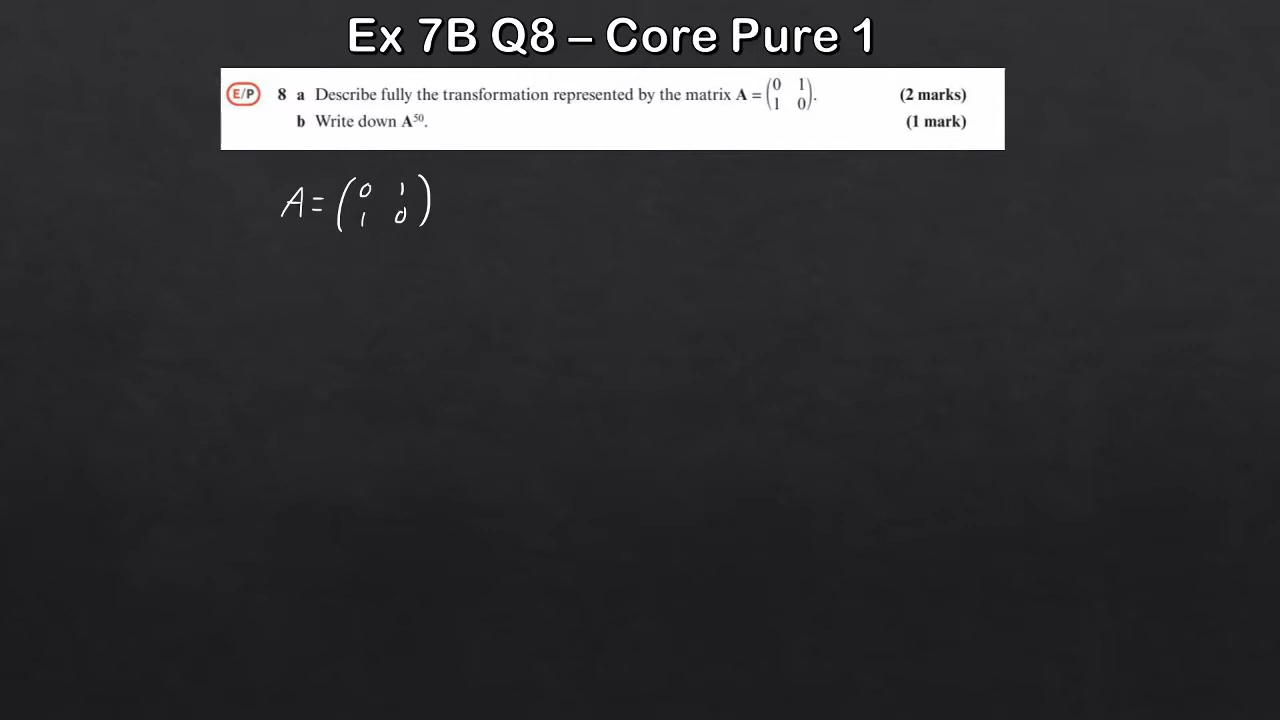 Ex 7B Q8 – Core Pure 1
E/P 8 a Describe fully the transformation represented by the matrix A = (0 1
1 0). (2 marks)
b Write down A⁵⁰. (1 mark)
A = (0 1
1 0)